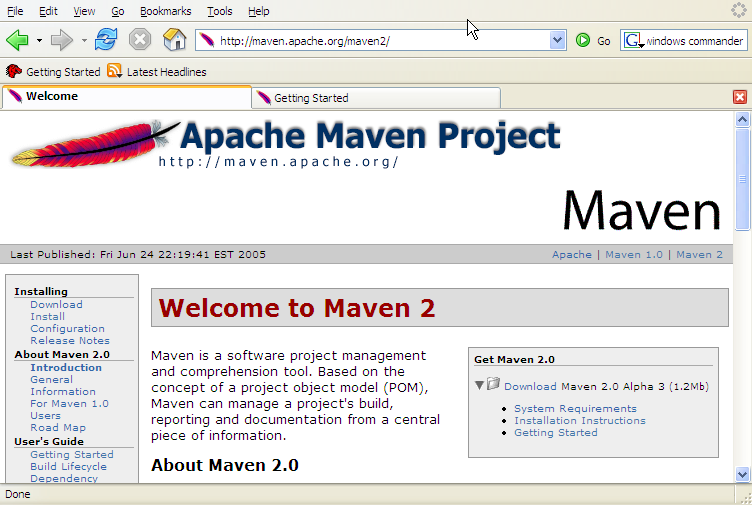 File Edit View Go Bookmarks Tools Help
http://maven.apache.org/maven2/ Go windows commander
Getting Started Latest Headlines
Welcome Getting Started
Apache Maven Project
http://maven.apache.org/
Maven
Last Published: Fri Jun 24 22:19:41 EST 2005 Apache | Maven 1.0 | Maven 2
Installing
Download
Install
Configuration
Release Notes
About Maven 2.0
Introduction
General
Information
For Maven 1.0
Users
Road Map
User's Guide
Getting Started
Build Lifecycle
Dependency
Welcome to Maven 2
Maven is a software project management
and comprehension tool. Based on the
concept of a project object model (POM),
Maven can manage a project's build,
reporting and documentation from a central
piece of information.
About Maven 2.0
Get Maven 2.0
Download Maven 2.0 Alpha 3 (1.2Mb)
System Requirements
Installation Instructions
Getting Started
Done